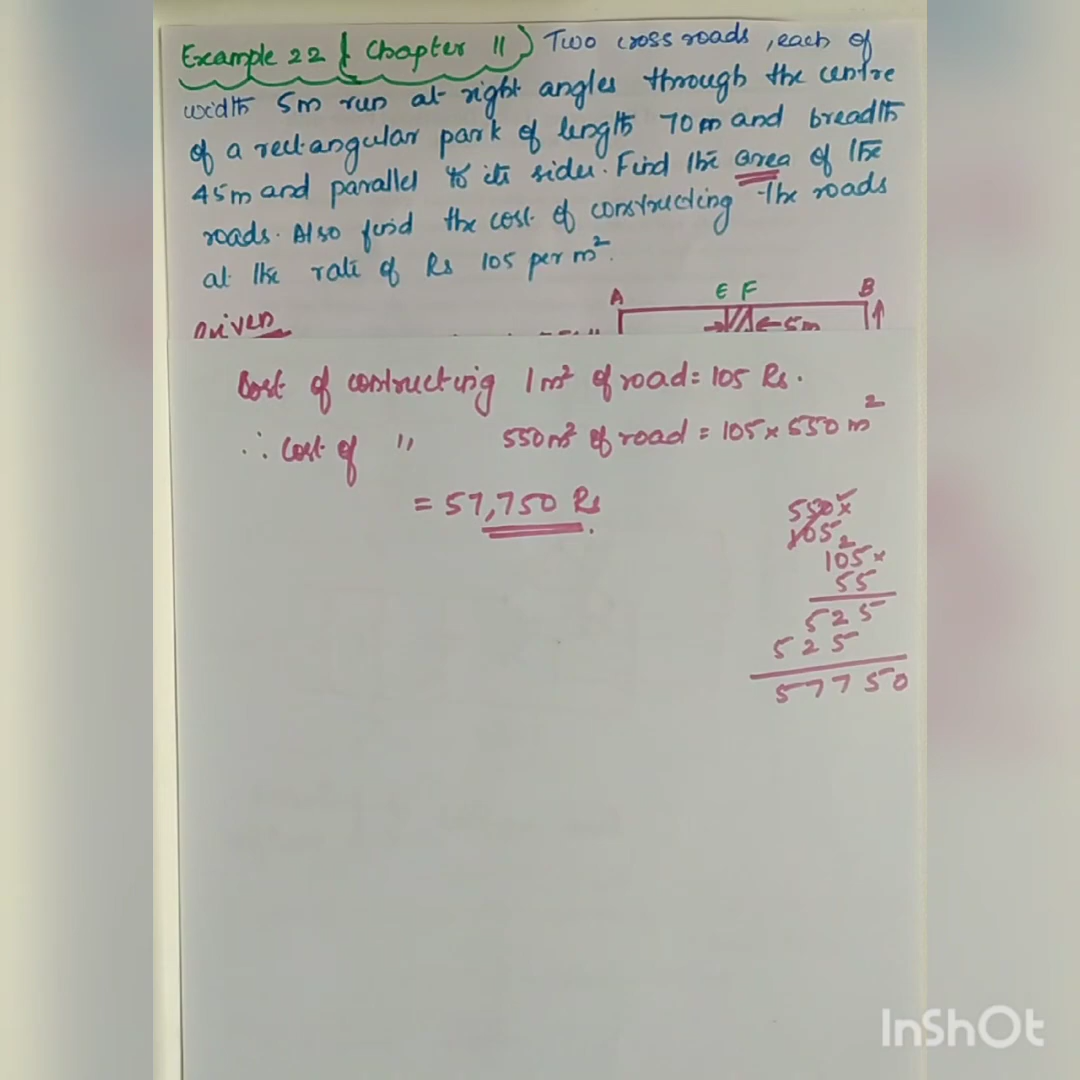 Example 22 ( Chapter 11 ) Two cross roads, each of
width 5m run at right angles through the centre
of a rectangular park of length 70m and breadth
45m and parallel to its sides. Find the area of the
roads. Also find the cost of constructing the roads
at the rate of Rs 105 per m²
A E F B
Given
5m
Cost of contructing 1m² of road = 105 Rs.
∴ Cost of " 550m² of road = 105 x 550 m²
= 57,750 Rs.
550 x
105
2
105 x
55
525
525
57750
InShOt